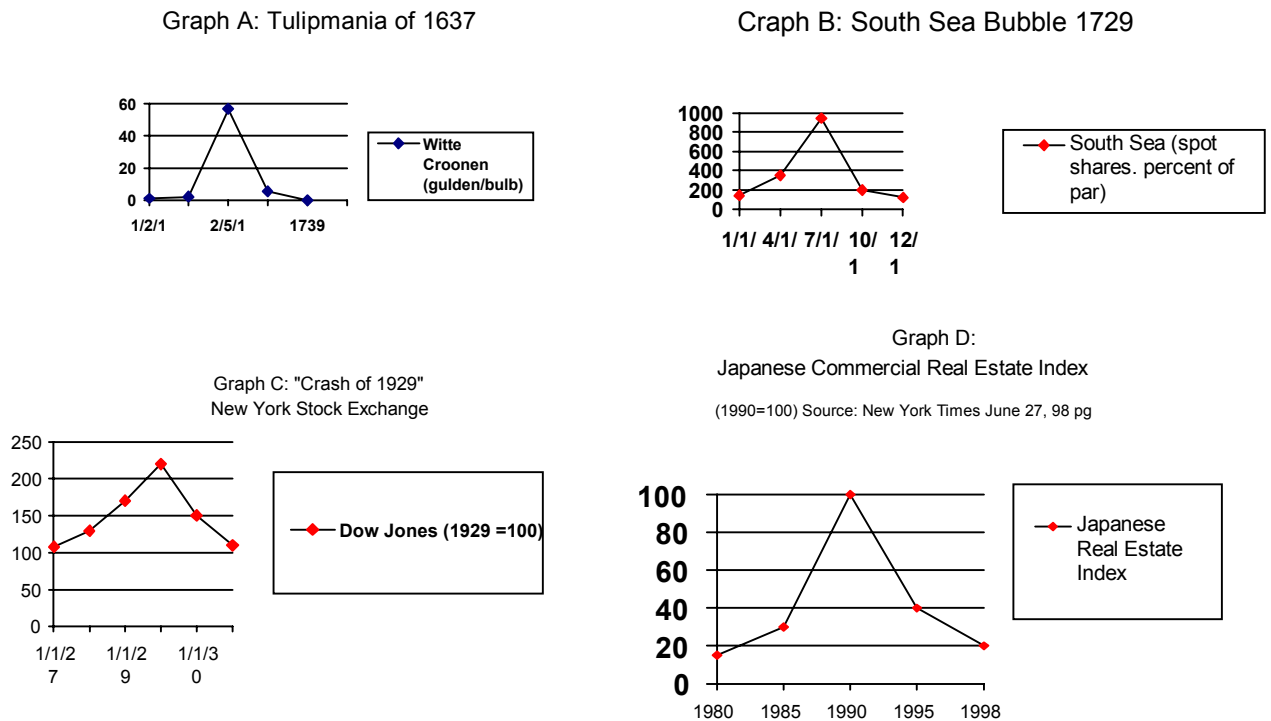 Graph A: Tulipmania of 1637
60
40
20
0
1/2/1
2/5/1
1739
Witte
Croonen
(gulden/bulb)
Craph B: South Sea Bubble 1729
1000
800
600
400
200
0
1/1/ 4/1/ 7/1/ 10/ 12/
1 1
South Sea (spot
shares. percent of
par)
Graph C: "Crash of 1929"
New York Stock Exchange
250
200
150
100
50
0
1/1/2 1/1/2 1/1/3
7 9 0
Dow Jones (1929 =100)
Graph D:
Japanese Commercial Real Estate Index
(1990=100) Source: New York Times June 27, 98 pg
100
80
60
40
20
0
1980 1985 1990 1995 1998
Japanese
Real Estate
Index